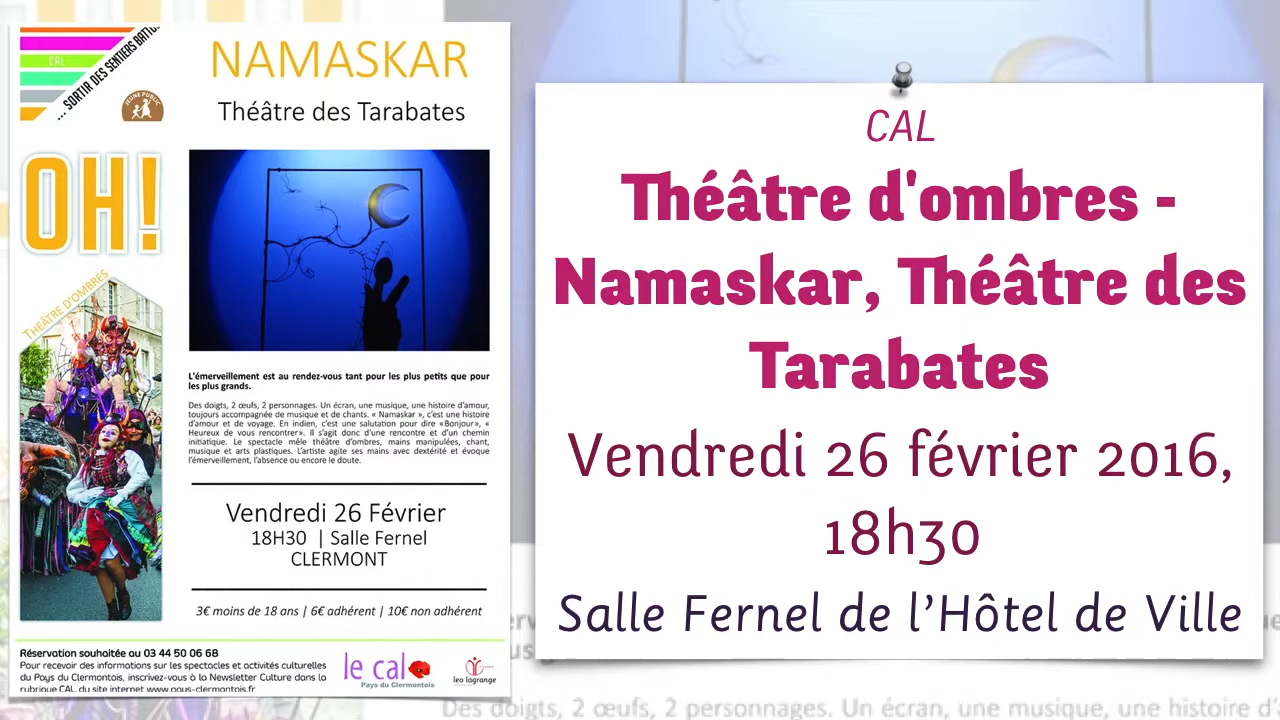 CAL
... SORTIR DES SENTIERS BATTUS
JEUNE PUBLIC
NAMASKAR
Théâtre des Tarabates
OH!
THÉÂTRE D'OMBRES
L'émerveillement est au rendez-vous tant pour les plus petits que pour
les plus grands.
Des doigts, 2 œufs, 2 personnages. Un écran, une musique, une histoire d'amour,
toujours accompagnée de musique et de chants. « Namaskar », c'est une histoire
d'amour et de voyage. En indien, c'est une salutation pour dire «Bonjour», «
Heureux de vous rencontrer». Il s'agit donc d'une rencontre et d'un chemin
initiatique. Le spectacle mêle théâtre d'ombres, mains manipulées, chant,
musique et arts plastiques. L'artiste agite ses mains avec dextérité et évoque
l'émerveillement, l'absence ou encore le doute.
Vendredi 26 Février
18H30 | Salle Fernel
CLERMONT
3€ moins de 18 ans | 6€ adhérent | 10€ non adhérent
Réservation souhaitée au 03 44 50 06 68
Pour recevoir des informations sur les spectacles et activités culturelles
du Pays du Clermontois, inscrivez-vous à la Newsletter Culture dans la
rubrique CAL du site internet www.pays-clermontois.fr
le cal
Pays du Clermontois
leo lagrange
CAL
Théâtre d'ombres -
Namaskar, Théâtre des
Tarabates
Vendredi 26 février 2016,
18h30
Salle Fernel de l’Hôtel de Ville
Des doigts, 2 œufs, 2 personnages. Un écran, une musique, une histoire d'